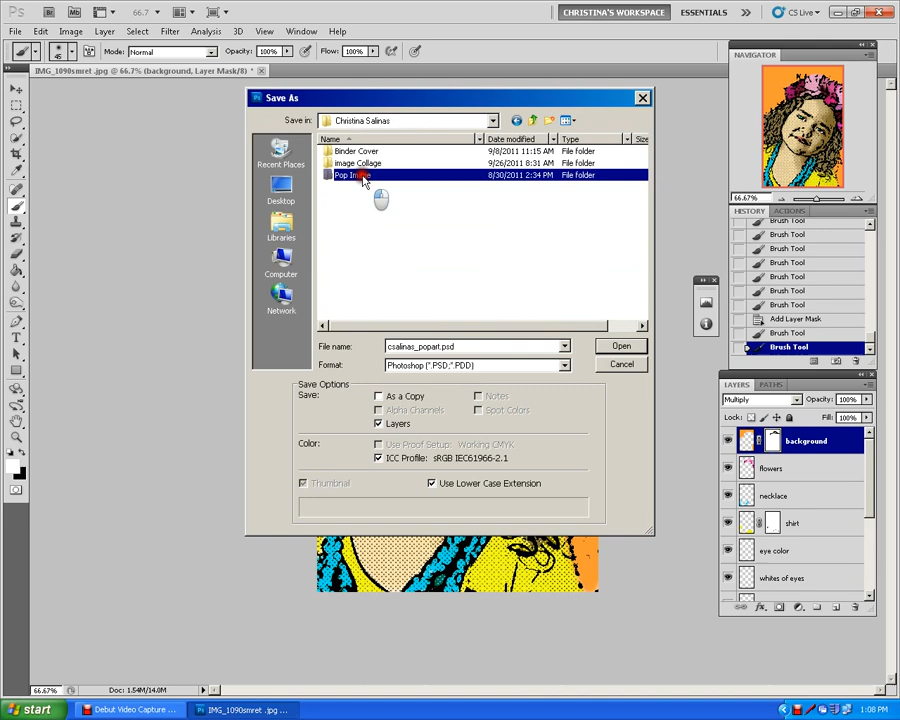 Ps Br Mb 66.7 CHRISTINA'S WORKSPACE ESSENTIALS CS Live
File Edit Image Layer Select Filter Analysis 3D View Window Help
45 Mode: Normal Opacity: 100% Flow: 100%
IMG_1090smret .jpg @ 66.7% (background, Layer Mask/8) *
Save As
Save in: Christina Salinas
Name Date modified Type Size
Binder Cover 9/8/2011 11:15 AM File folder
image Collage 9/26/2011 8:31 AM File folder
Pop Image 8/30/2011 2:34 PM File folder
Recent Places
Desktop
Libraries
Computer
Network
File name: csalinas_popart.psd Open
Format: Photoshop (*.PSD;*.PDD) Cancel
Save Options
Save: As a Copy Notes
Alpha Channels Spot Colors
Layers
Color: Use Proof Setup: Working CMYK
ICC Profile: sRGB IEC61966-2.1
Thumbnail Use Lower Case Extension
NAVIGATOR
66.67%
HISTORY ACTIONS
Brush Tool
Brush Tool
Brush Tool
Brush Tool
Brush Tool
Brush Tool
Brush Tool
Add Layer Mask
Brush Tool
Brush Tool
LAYERS PATHS
Multiply Opacity: 100%
Lock: Fill: 100%
background
flowers
necklace
shirt
eye color
whites of eyes
66.67% Doc: 1.54M/14.0M
start Debut Video Capture ... IMG_1090smret .jpg ... 1:08 PM